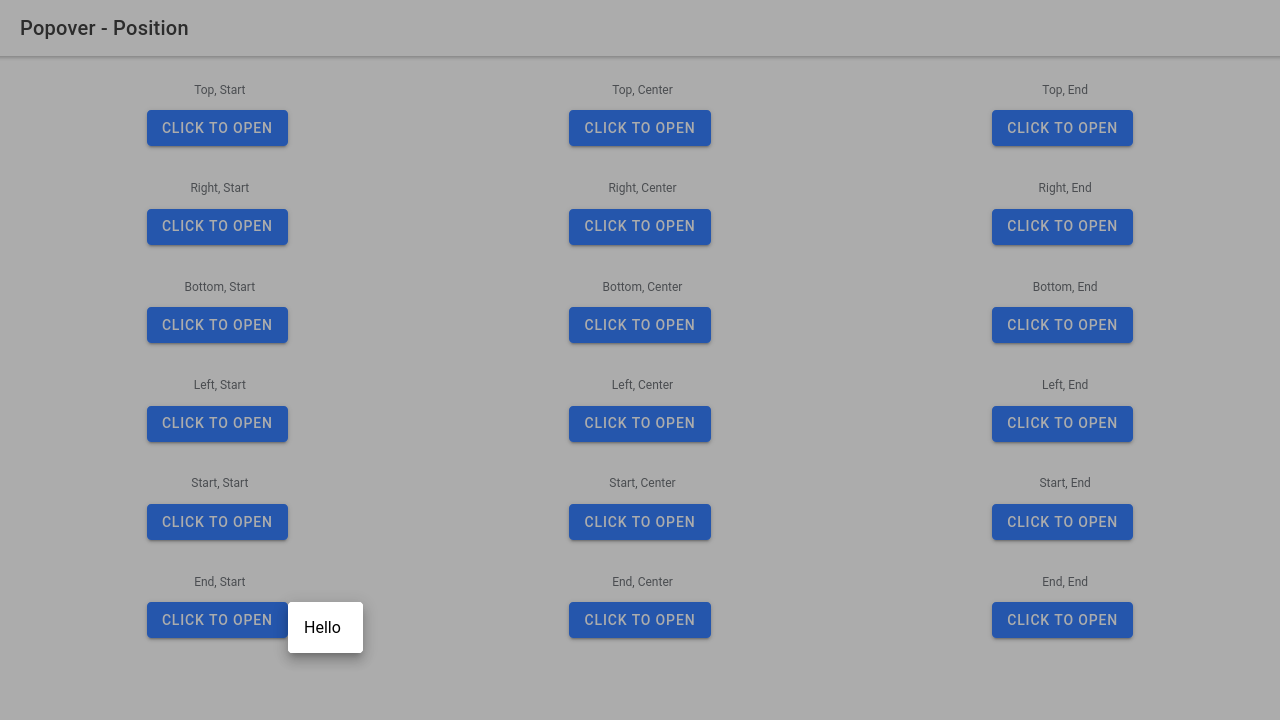 Popover - Position
Top, Start
Top, Center
Top, End
CLICK TO OPEN
CLICK TO OPEN
CLICK TO OPEN
Right, Start
Right, Center
Right, End
CLICK TO OPEN
CLICK TO OPEN
CLICK TO OPEN
Bottom, Start
Bottom, Center
Bottom, End
CLICK TO OPEN
CLICK TO OPEN
CLICK TO OPEN
Left, Start
Left, Center
Left, End
CLICK TO OPEN
CLICK TO OPEN
CLICK TO OPEN
Start, Start
Start, Center
Start, End
CLICK TO OPEN
CLICK TO OPEN
CLICK TO OPEN
End, Start
End, Center
End, End
CLICK TO OPEN
Hello
CLICK TO OPEN
CLICK TO OPEN